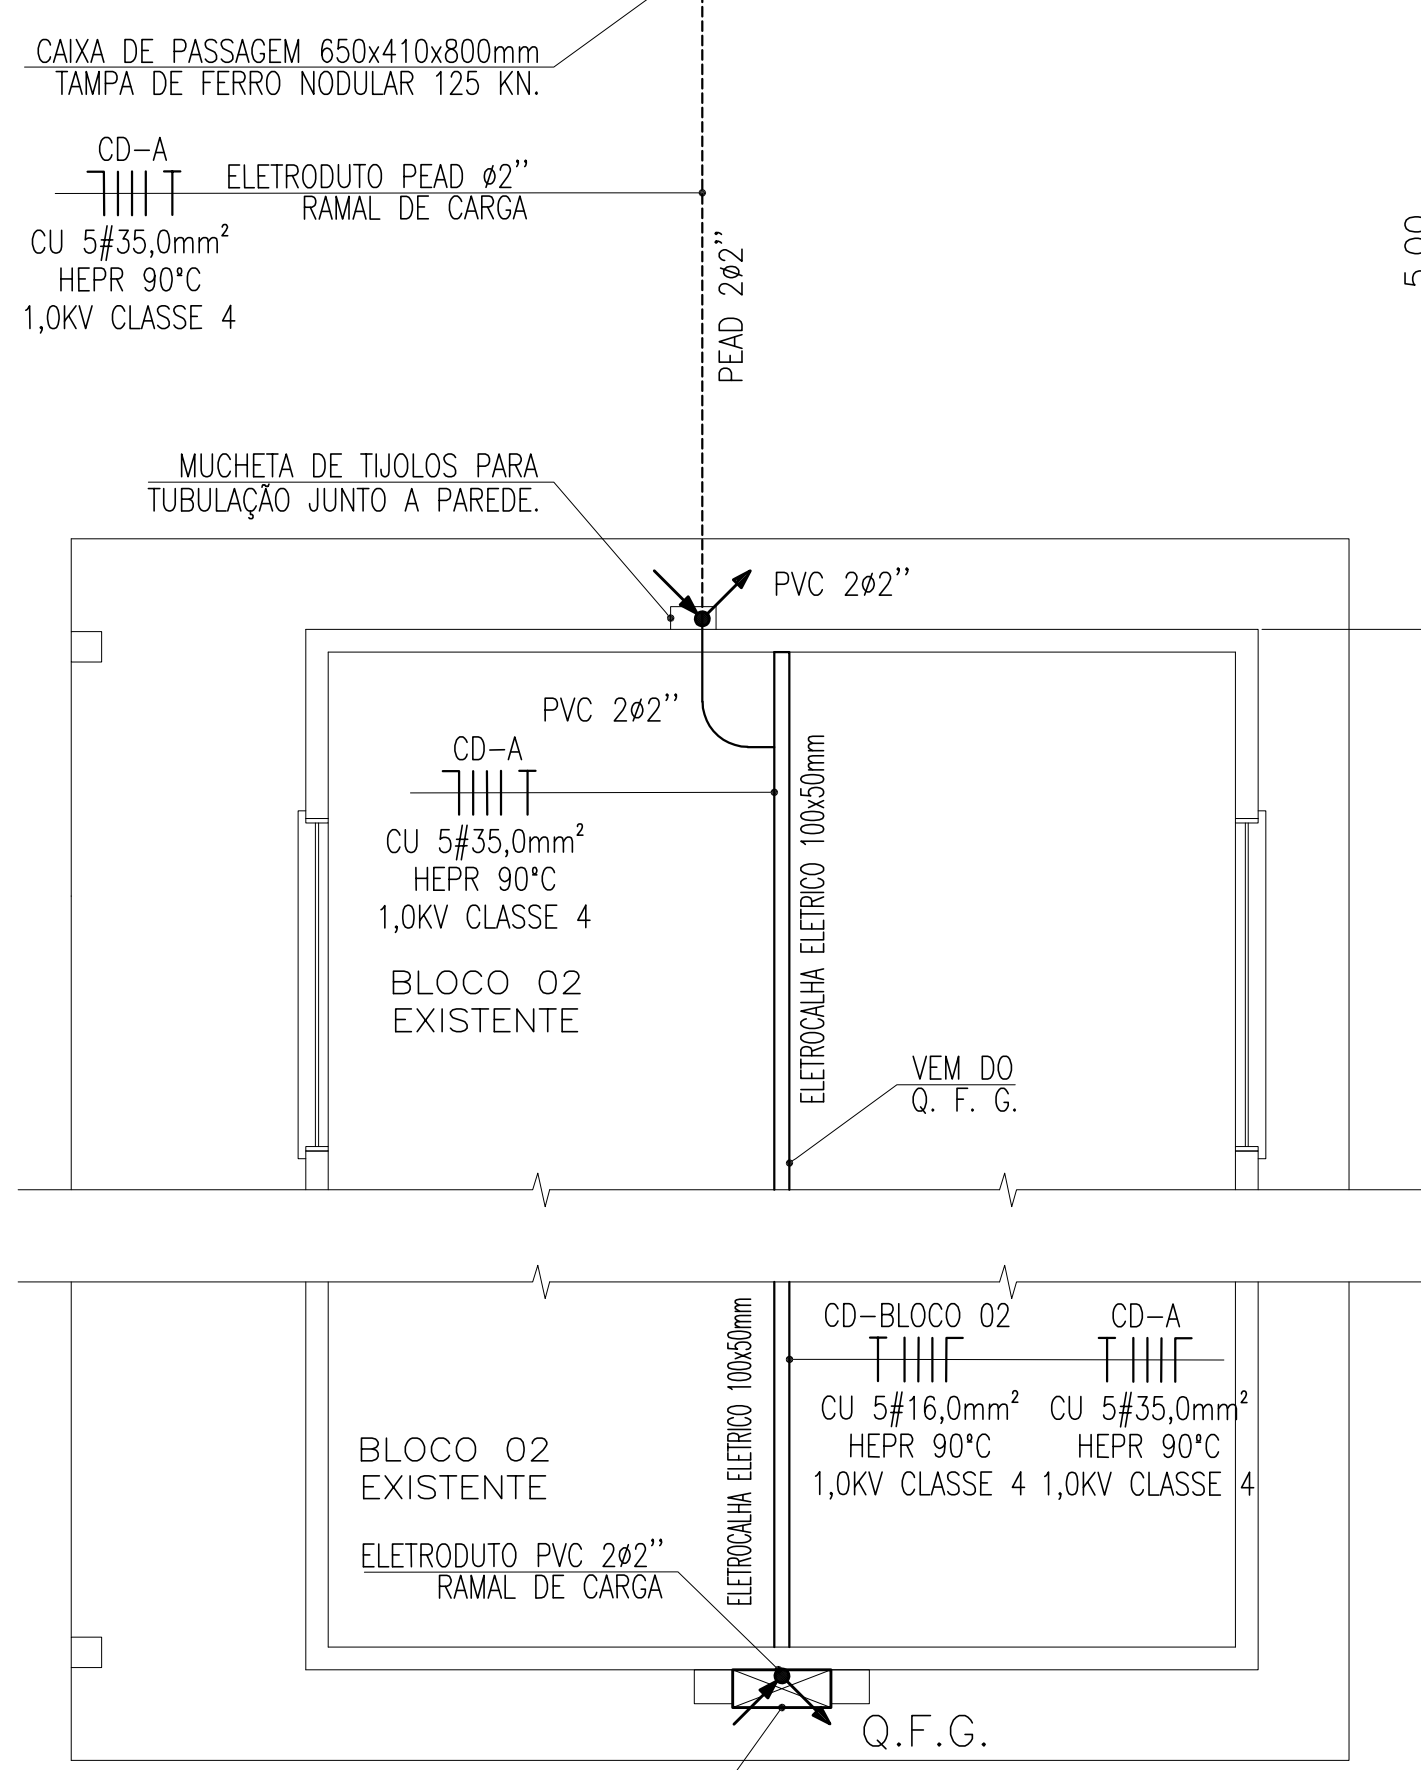 CAIXA DE PASSAGEM 650x410x800mm
TAMPA DE FERRO NODULAR 125 KN.
CD-A
ELETRODUTO PEAD ø2''
RAMAL DE CARGA
CU 5#35,0mm²
HEPR 90°C
1,0KV CLASSE 4
PEAD 2ø2''
5,00
MUCHETA DE TIJOLOS PARA
TUBULAÇÃO JUNTO A PAREDE.
PVC 2ø2''
PVC 2ø2''
CD-A
CU 5#35,0mm²
HEPR 90°C
1,0KV CLASSE 4
ELETROCALHA ELETRICO 100x50mm
BLOCO 02
EXISTENTE
VEM DO
Q. F. G.
CD-BLOCO 02
CU 5#16,0mm²
HEPR 90°C
1,0KV CLASSE 4
CD-A
CU 5#35,0mm²
HEPR 90°C
1,0KV CLASSE 4
ELETROCALHA ELETRICO 100x50mm
BLOCO 02
EXISTENTE
ELETRODUTO PVC 2ø2''
RAMAL DE CARGA
Q.F.G.